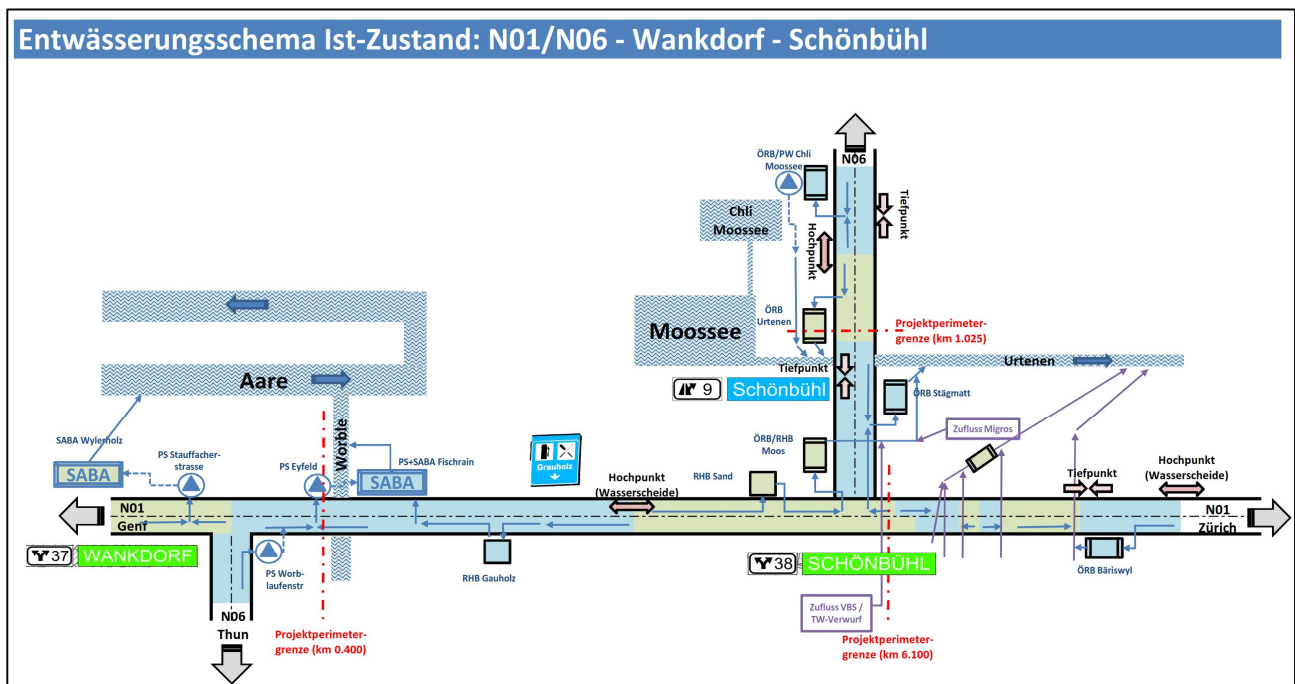 Entwässerungsschema Ist-Zustand: N01/N06 - Wankdorf - Schönbühl
N06
ÖRB/PW Chli
Moossee
Tiefpunkt
Chli
Moossee
Hochpunkt
ÖRB
Urtenen
Projektperimeter-
grenze (km 1.025)
Moossee
Urtenen
Tiefpunkt
9
Schönbühl
ÖRB Stägmatt
Aare
Zufluss Migros
Worble
SABA Wylerholz
PS Stauffacher-
strasse
PS Eyfeld
PS+SABA Fischrain
SABA
SABA
Grauholz
ÖRB/RHB
Moos
RHB Sand
Hochpunkt
(Wasserscheide)
Tiefpunkt
Hochpunkt
(Wasserscheide)
N01
Genf
N01
Zürich
37
WANKDORF
PS Worb-
laufenstr
RHB Gauholz
38
SCHÖNBÜHL
ÖRB Bäriswyl
N06
Thun
Projektperimeter-
grenze (km 0.400)
Zufluss VBS /
TW-Verwurf
Projektperimeter-
grenze (km 6.100)